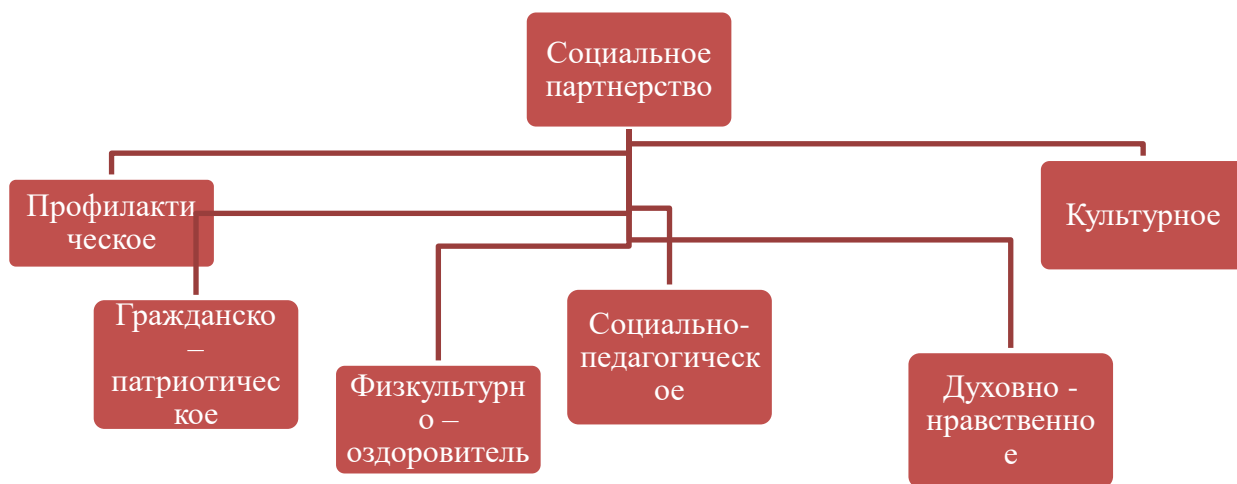 Социальное
партнерство
Профилакти
ческое
Культурное
Гражданско
–
патриотичес
кое
Физкультурн
о –
оздоровитель
Социально-
педагогическ
ое
Духовно -
нравственно
е